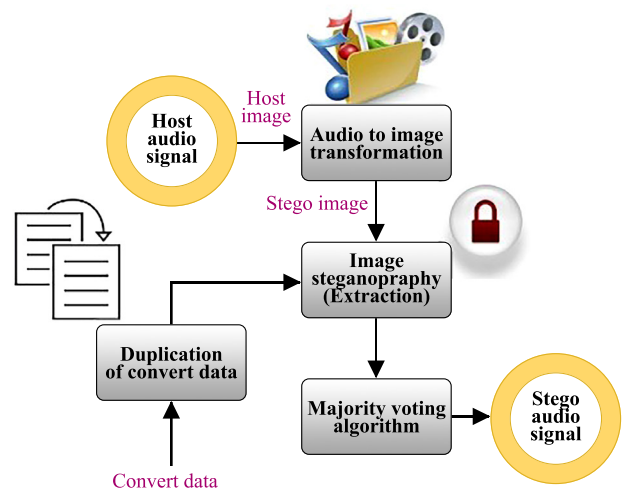 Host
audio
signal
Host
image
Audio to image
transformation
Stego image
Image
steganopraphy
(Extraction)
Duplication
of convert data
Convert data
Majority voting
algorithm
Stego
audio
signal